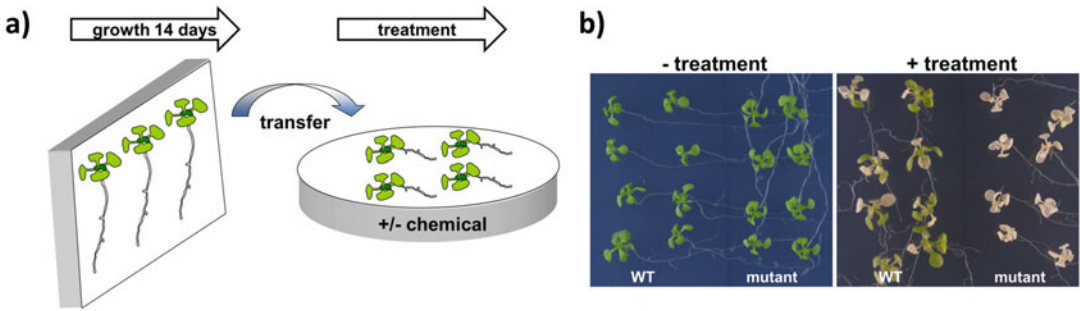 a)
growth 14 days
treatment
transfer
+/- chemical
b)
- treatment
+ treatment
WT
mutant
WT
mutant